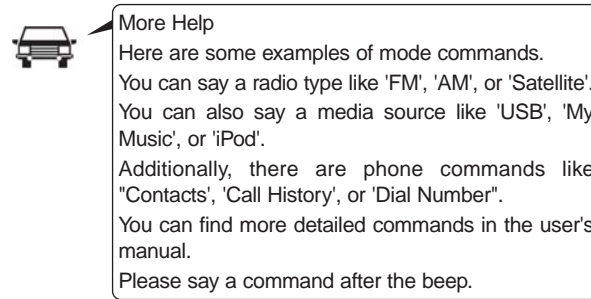 More Help
Here are some examples of mode commands.
You can say a radio type like 'FM', 'AM', or 'Satellite'.
You can also say a media source like 'USB', 'My
Music', or 'iPod'.
Additionally, there are phone commands like
"Contacts', 'Call History', or 'Dial Number".
You can find more detailed commands in the user's
manual.
Please say a command after the beep.